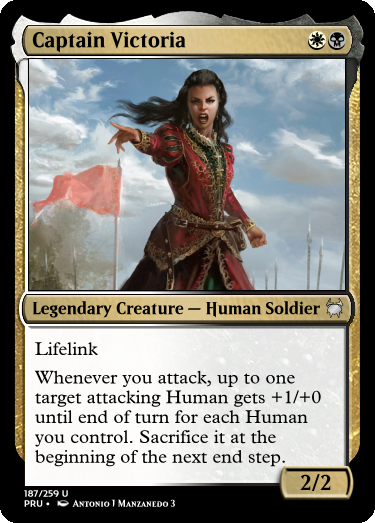 Captain Victoria
Legendary Creature — Human Soldier
Lifelink
Whenever you attack, up to one
target attacking Human gets +1/+0
until end of turn for each Human
you control. Sacrifice it at the
beginning of the next end step.
2/2
187/259 U
PRU • Antonio J Manzanedo 3